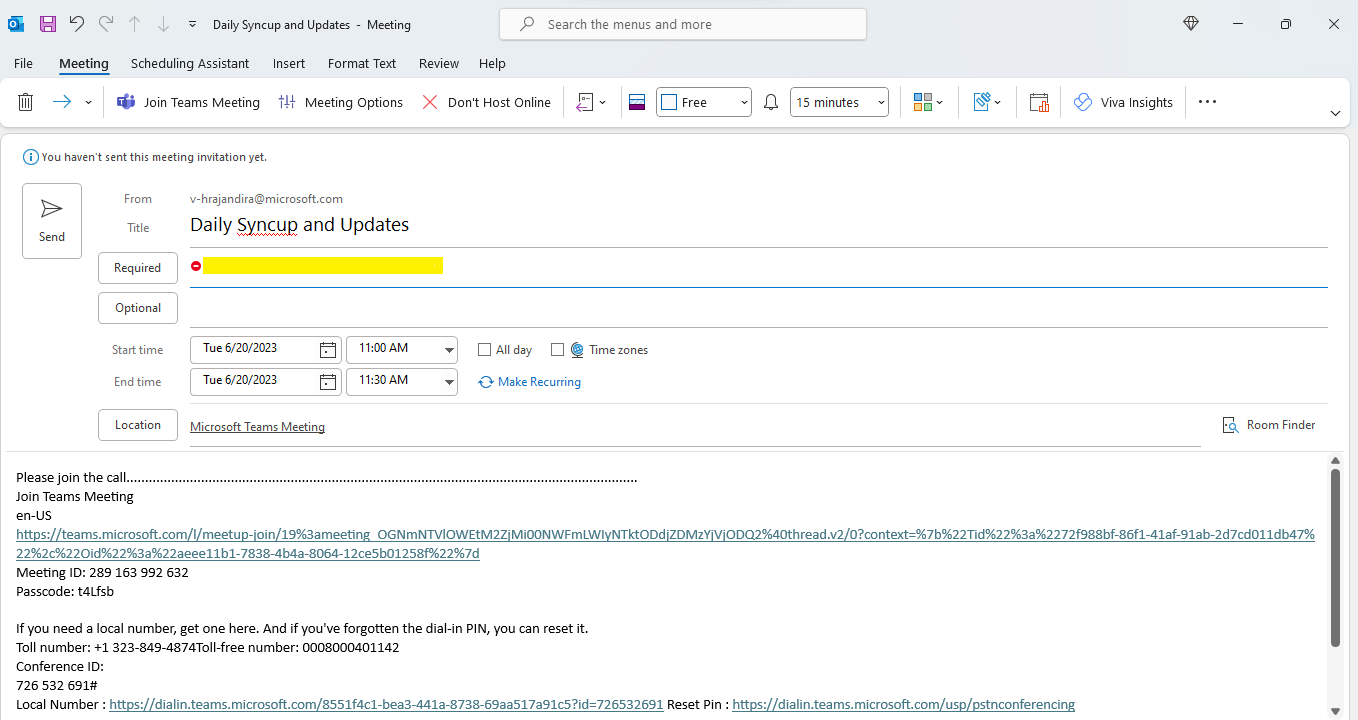 Daily Syncup and Updates - Meeting
Search the menus and more
File Meeting Scheduling Assistant Insert Format Text Review Help
Join Teams Meeting Meeting Options Don't Host Online Free 15 minutes Viva Insights
You haven't sent this meeting invitation yet.
From v-hrajandira@microsoft.com
Send
Title Daily Syncup and Updates
Required
Optional
Start time Tue 6/20/2023 11:00 AM All day Time zones
End time Tue 6/20/2023 11:30 AM Make Recurring
Location Microsoft Teams Meeting Room Finder
Please join the call.........................................................................................................................................
Join Teams Meeting
en-US
https://teams.microsoft.com/l/meetup-join/19%3ameeting_OGNmNTVlOWEtM2ZjMi00NWFmLWIyNTktODdjZDMzYjVjODQ2%40thread.v2/0?context=%7b%22Tid%22%3a%2272f988bf-86f1-41af-91ab-2d7cd011db47%
22%2c%22Oid%22%3a%22aeee11b1-7838-4b4a-8064-12ce5b01258f%22%7d
Meeting ID: 289 163 992 632
Passcode: t4Lfsb
If you need a local number, get one here. And if you've forgotten the dial-in PIN, you can reset it.
Toll number: +1 323-849-4874Toll-free number: 0008000401142
Conference ID:
726 532 691#
Local Number : https://dialin.teams.microsoft.com/8551f4c1-bea3-441a-8738-69aa517a91c5?id=726532691 Reset Pin : https://dialin.teams.microsoft.com/usp/pstnconferencing